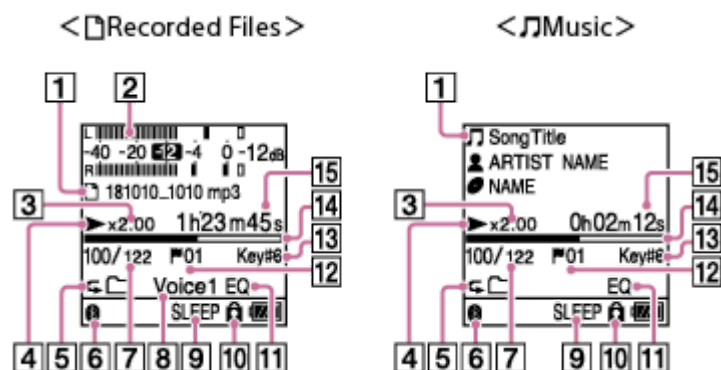 <Recorded Files>
1 2
L
-40 -20 -12 -4 0 -12dB
R
181010_1010 mp3
15
3
x2.00 1h23m45s
14
100/122 01 Key#6
13
12
Voice1 EQ
SLEEP
4 5 6 7 8 9 10 11
<Music>
1
SongTitle
ARTIST NAME
NAME
15
3
x2.00 0h02m12s
14
100/122 01 Key#6
13
12
EQ
SLEEP
4 5 6 7 9 10 11